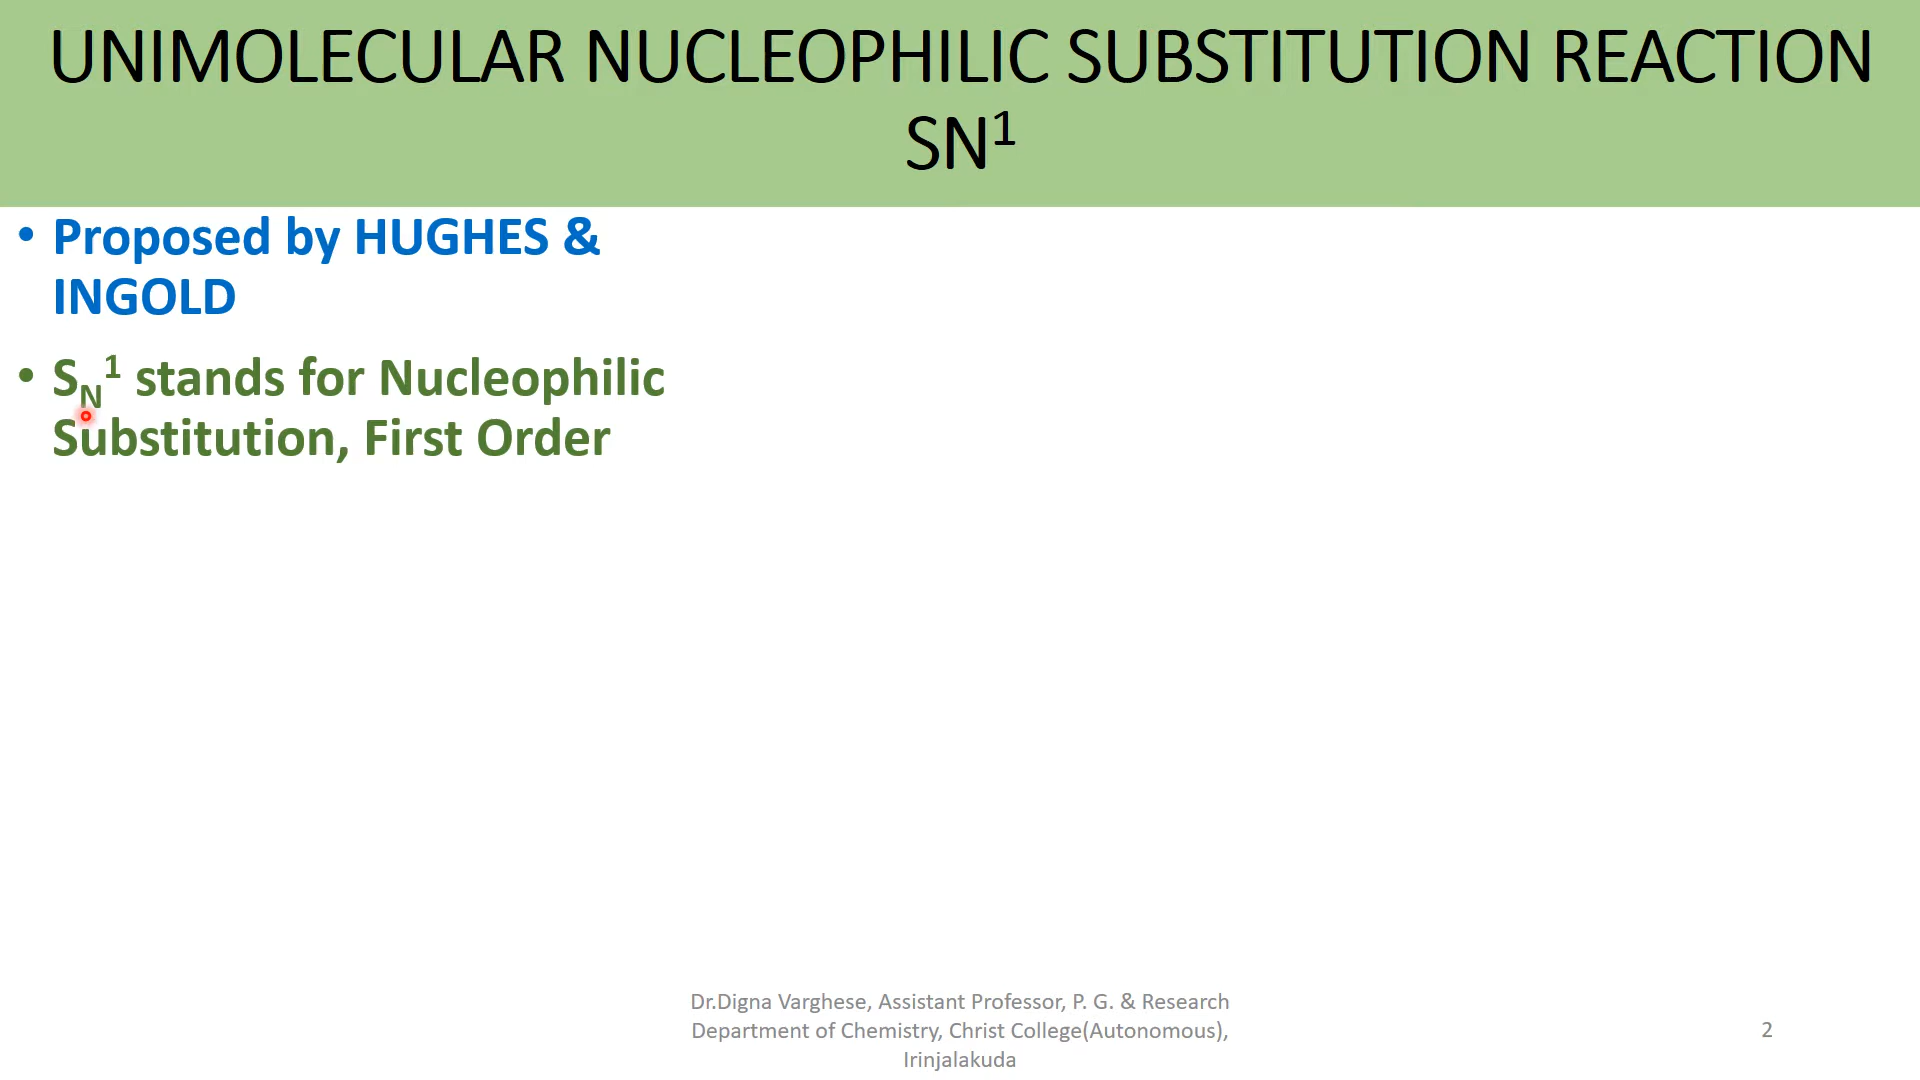 UNIMOLECULAR NUCLEOPHILIC SUBSTITUTION REACTION
SN¹
• Proposed by HUGHES &
INGOLD
• S_N¹ stands for Nucleophilic
Substitution, First Order
Dr.Digna Varghese, Assistant Professor, P. G. & Research
Department of Chemistry, Christ College(Autonomous),
Irinjalakuda
2